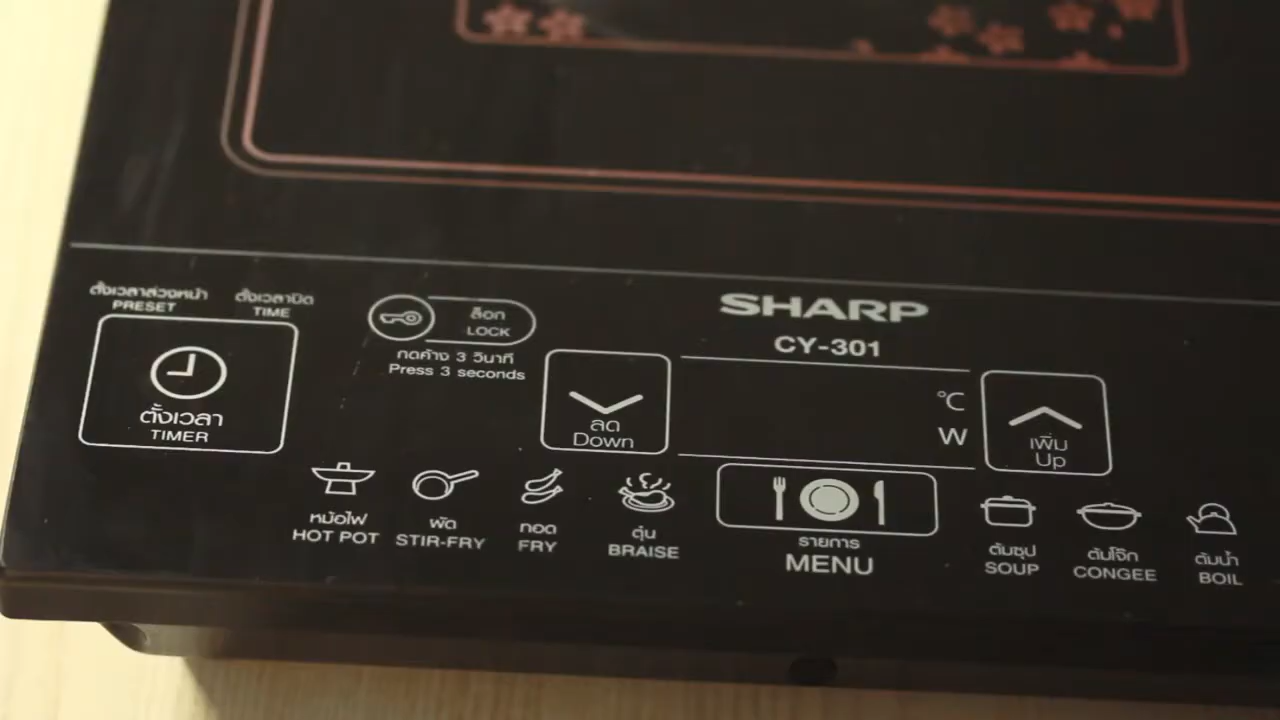 ตั้งเวลาล่วงหน้า
PRESET
ตั้งเวลาปิด
TIME
ตั้งเวลา
TIMER
ล็อก
LOCK
กดค้าง 3 วินาที
Press 3 seconds
SHARP
CY-301
ลด
Down
°C
W
เพิ่ม
Up
หม้อไฟ
HOT POT
ผัด
STIR-FRY
ทอด
FRY
ตุ๋น
BRAISE
รายการ
MENU
ต้มซุป
SOUP
ต้มโจ๊ก
CONGEE
ต้มน้ำ
BOIL